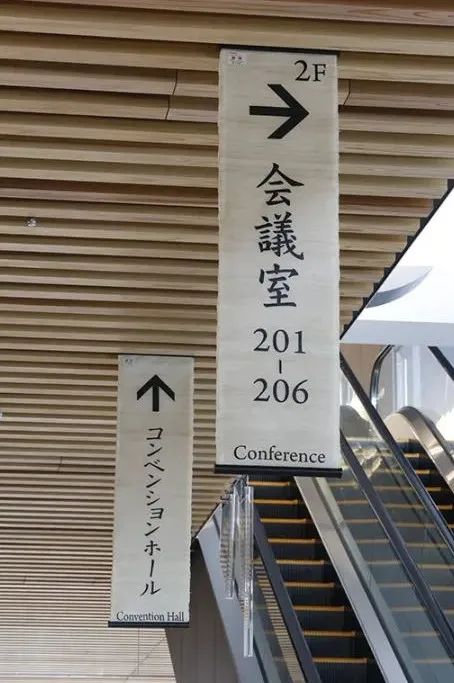 2F
→
会議室
201
-
206
Conference
↑
コンベンションホール
Convention Hall